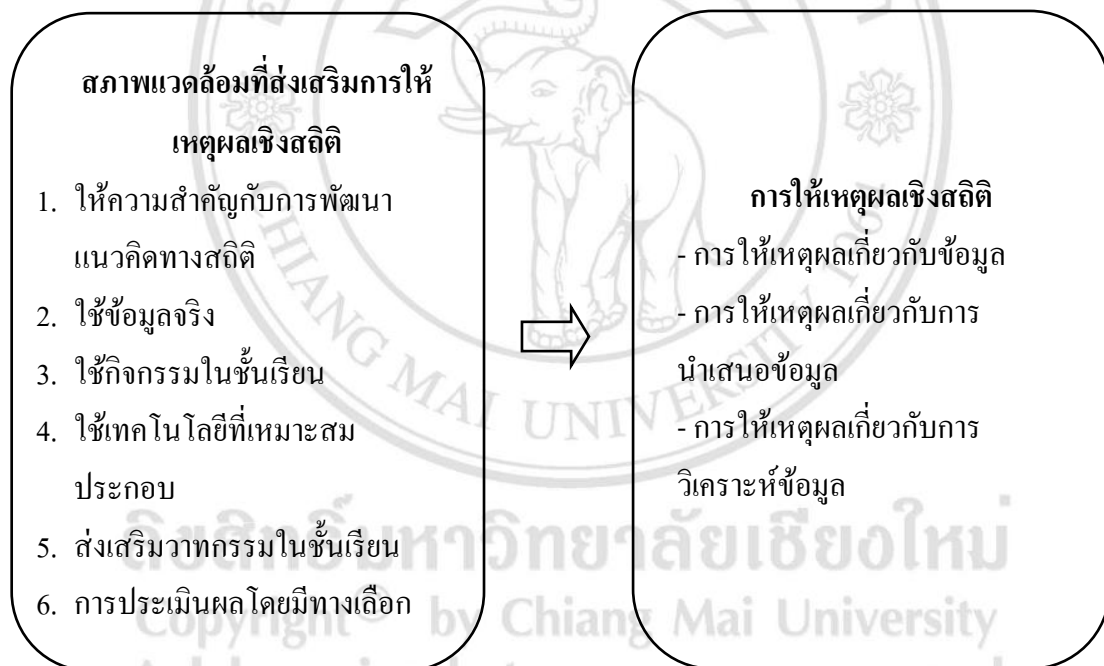 สภาพแวดล้อมที่ส่งเสริมการให้
เหตุผลเชิงสถิติ
1. ให้ความสำคัญกับการพัฒนา
แนวคิดทางสถิติ
2. ใช้ข้อมูลจริง
3. ใช้กิจกรรมในชั้นเรียน
4. ใช้เทคโนโลยีที่เหมาะสม
ประกอบ
5. ส่งเสริมวาทกรรมในชั้นเรียน
6. การประเมินผลโดยมีทางเลือก
การให้เหตุผลเชิงสถิติ
- การให้เหตุผลเกี่ยวกับข้อมูล
- การให้เหตุผลเกี่ยวกับการ
นำเสนอข้อมูล
- การให้เหตุผลเกี่ยวกับการ
วิเคราะห์ข้อมูล
CHIANG MAI UNIVERSITY
ลิขสิทธิ์มหาวิทยาลัยเชียงใหม่
Copyright© by Chiang Mai University